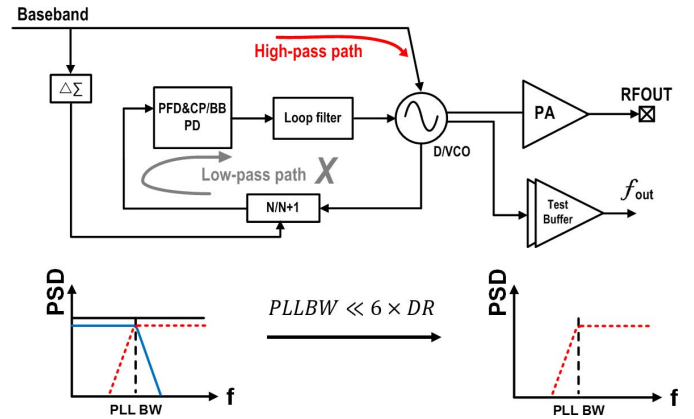 Baseband
High-pass path
RFOUT
ΔΣ
PFD&CP/BB
PD
Loop filter
PA
D/VCO
Low-pass path X
N/N+1
Test
Buffer
fout
PSD
PLLBW ≪ 6 × DR
PSD
f
PLL BW
f
PLL BW